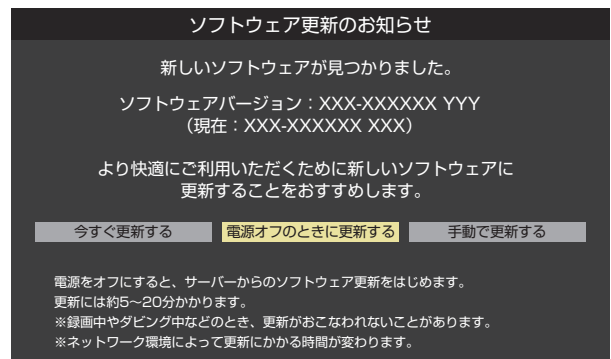 ソフトウェア更新のお知らせ
新しいソフトウェアが見つかりました。
ソフトウェアバージョン：XXX-XXXXXX YYY
（現在：XXX-XXXXXX XXX）
より快適にご利用いただくために新しいソフトウェアに
更新することをおすすめします。
今すぐ更新する 電源オフのときに更新する 手動で更新する
電源をオフにすると、サーバーからのソフトウェア更新をはじめます。
更新には約5～20分かかります。
※録画中やダビング中などのとき、更新がおこなわれないことがあります。
※ネットワーク環境によって更新にかかる時間が変わります。